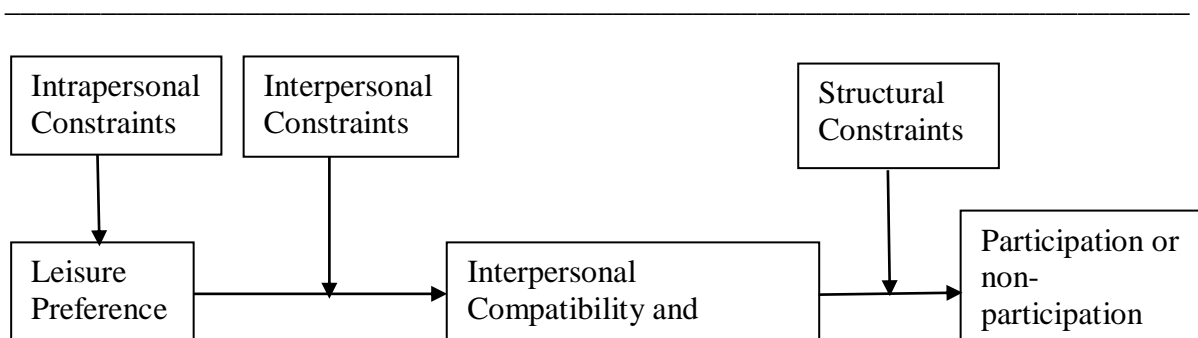 Intrapersonal
Constraints
Interpersonal
Constraints
Structural
Constraints
Leisure
Preference
Interpersonal
Compatibility and
Participation or
non-
participation